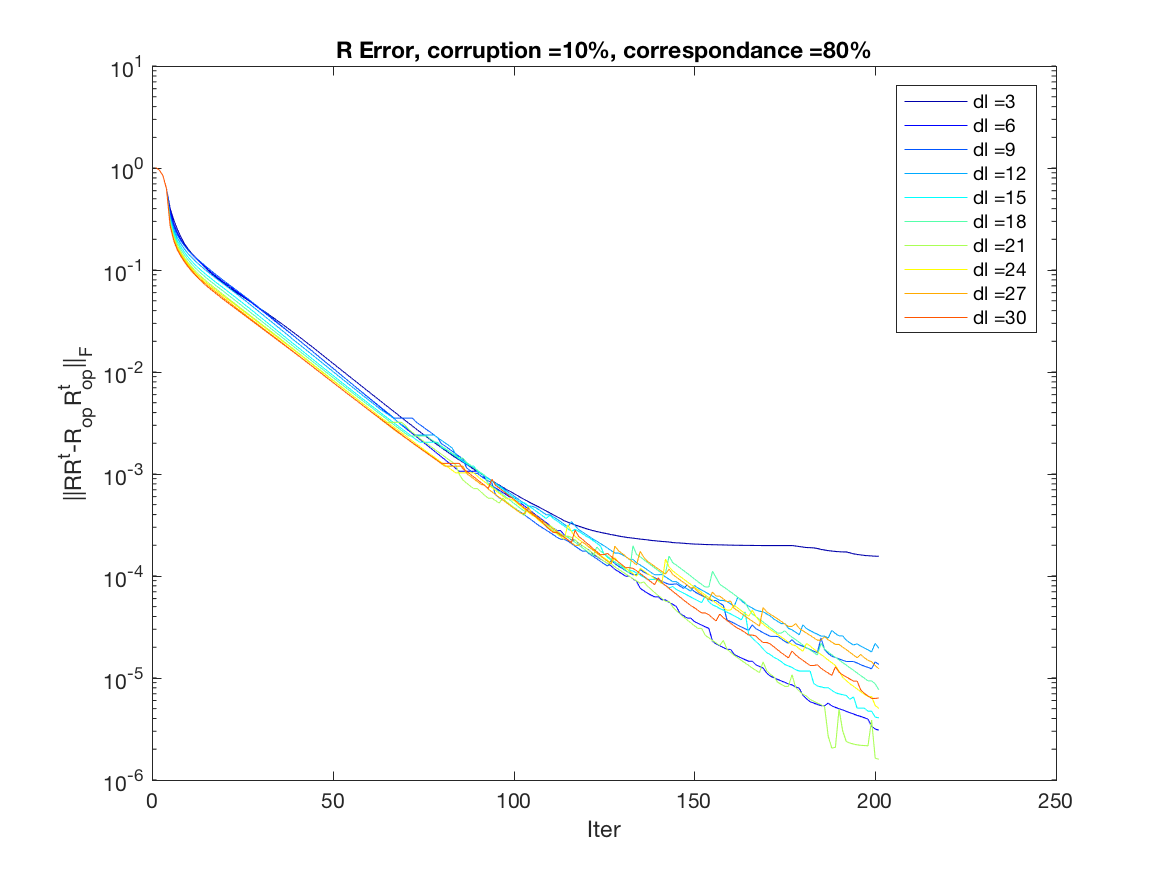 R Error, corruption =10%, correspondance =80%
10^1
10^0
10^-1
10^-2
10^-3
10^-4
10^-5
10^-6
||RR^t-R_op R_op^t||_F
0 50 100 150 200 250
Iter
dl =3
dl =6
dl =9
dl =12
dl =15
dl =18
dl =21
dl =24
dl =27
dl =30